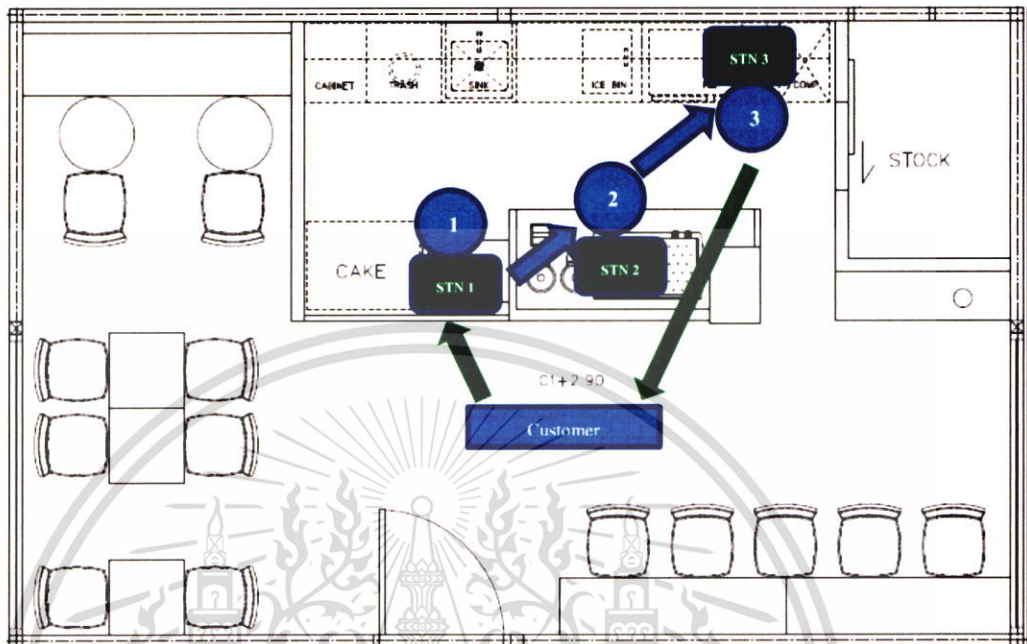 STN 3
CABINET
TRASH
SINK
ICE BIN
COMP.
3
STOCK
2
1
CAKE
STN 1
STN 2
C1+2.90
Customer